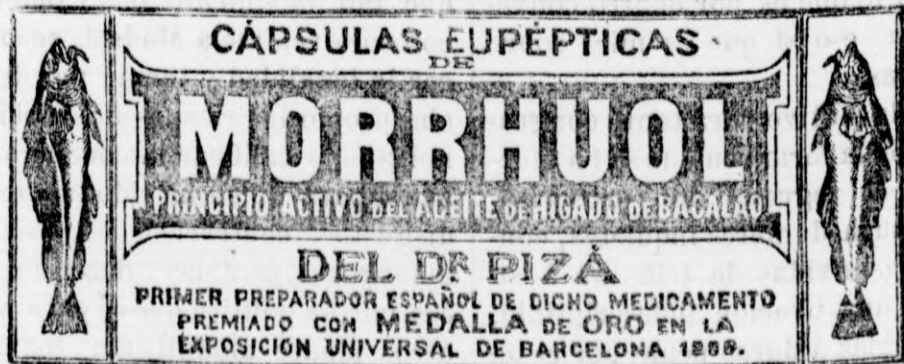 CÁPSULAS EUPÉPTICAS
DE
MORRHUOL
PRINCIPIO ACTIVO DEL ACEITE DE HIGADO DE BACALAO
DEL DR PIZÁ
PRIMER PREPARADOR ESPAÑOL DE DICHO MEDICAMENTO
PREMIADO CON MEDALLA DE ORO EN LA
EXPOSICIÓN UNIVERSAL DE BARCELONA 1888.